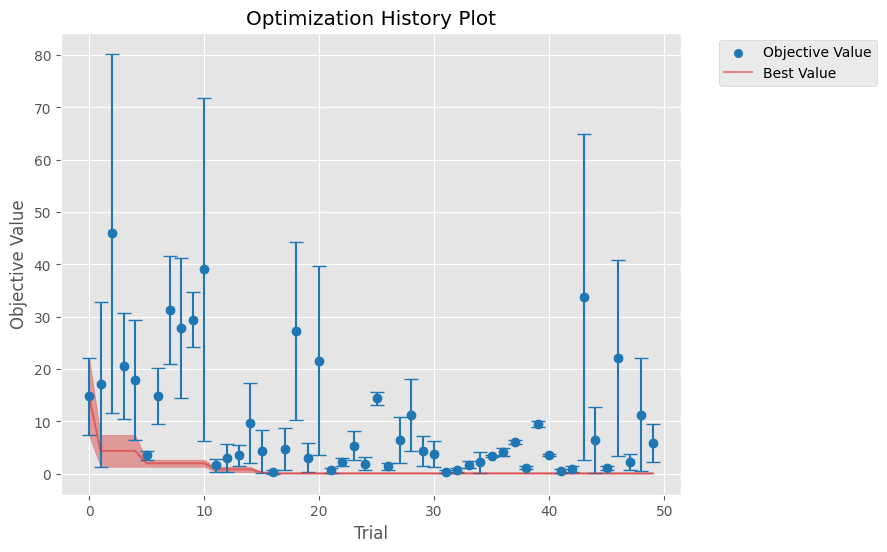 Optimization History Plot
Objective Value
Best Value
Objective Value
80
70
60
50
40
30
20
10
0
0 10 20 30 40 50
Trial